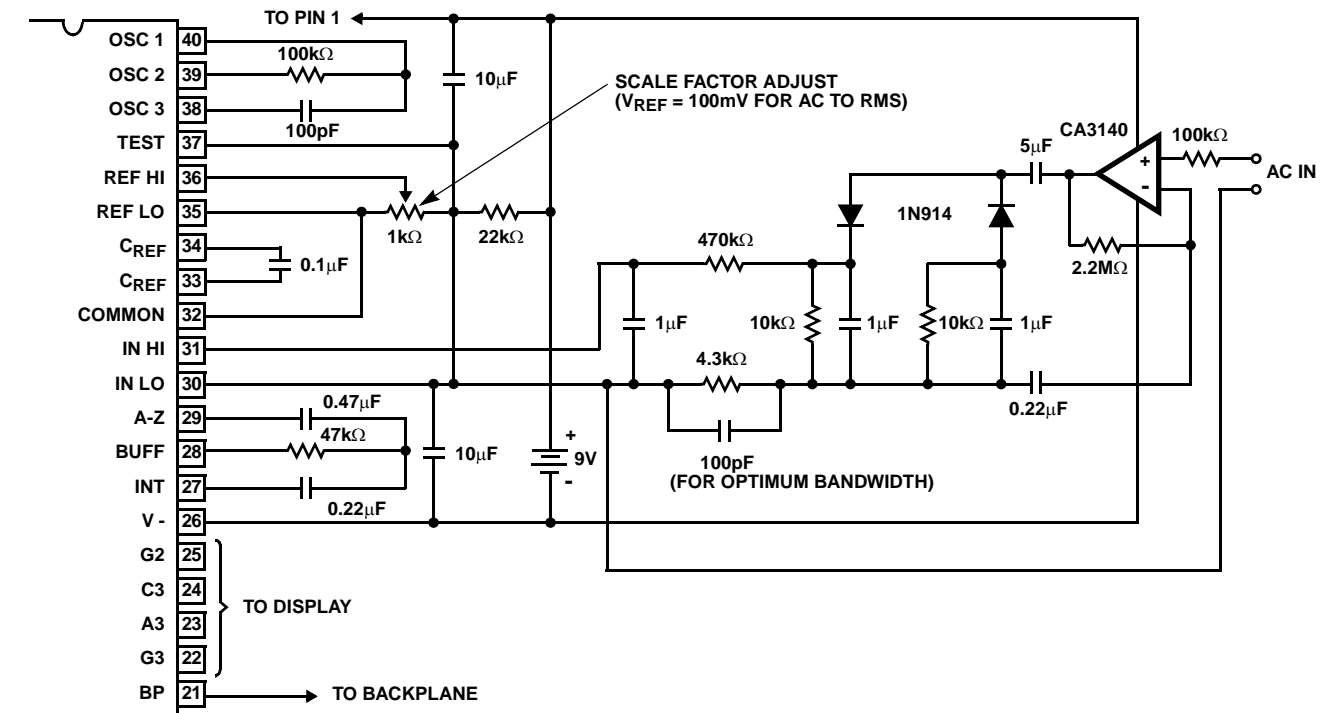 TO PIN 1
OSC 1 40
OSC 2 39
OSC 3 38
TEST 37
REF HI 36
REF LO 35
CREF 34
CREF 33
COMMON 32
IN HI 31
IN LO 30
A-Z 29
BUFF 28
INT 27
V - 26
G2 25
C3 24
A3 23
G3 22
BP 21
100kΩ
100pF
10µF
SCALE FACTOR ADJUST
(VREF = 100mV FOR AC TO RMS)
1kΩ
22kΩ
0.1µF
0.47µF
47kΩ
0.22µF
10µF
+
9V
-
TO DISPLAY
TO BACKPLANE
CA3140
100kΩ
+
-
AC IN
5µF
1N914
2.2MΩ
470kΩ
1µF
10kΩ
1µF
10kΩ
1µF
4.3kΩ
0.22µF
100pF
(FOR OPTIMUM BANDWIDTH)